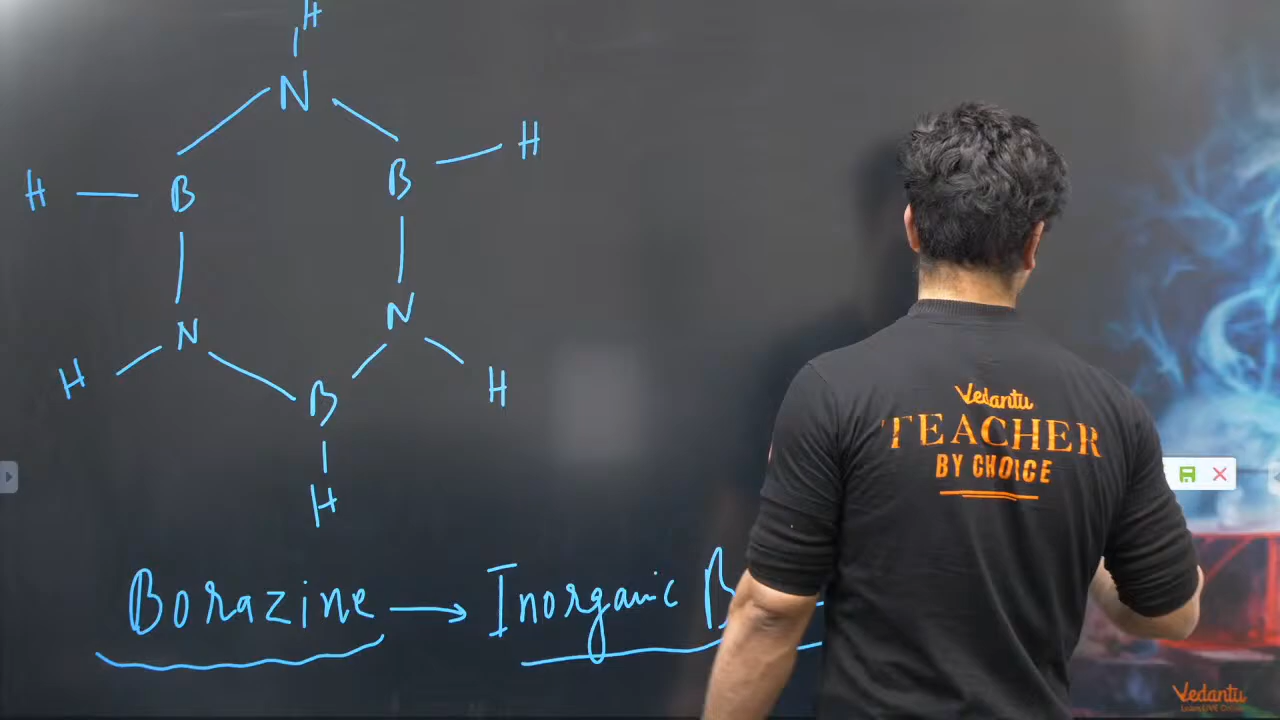 H
N
H B B H
N N
H B H
H
Borazine → Inorganic B
Vedantu
TEACHER
BY CHOICE
Vedantu